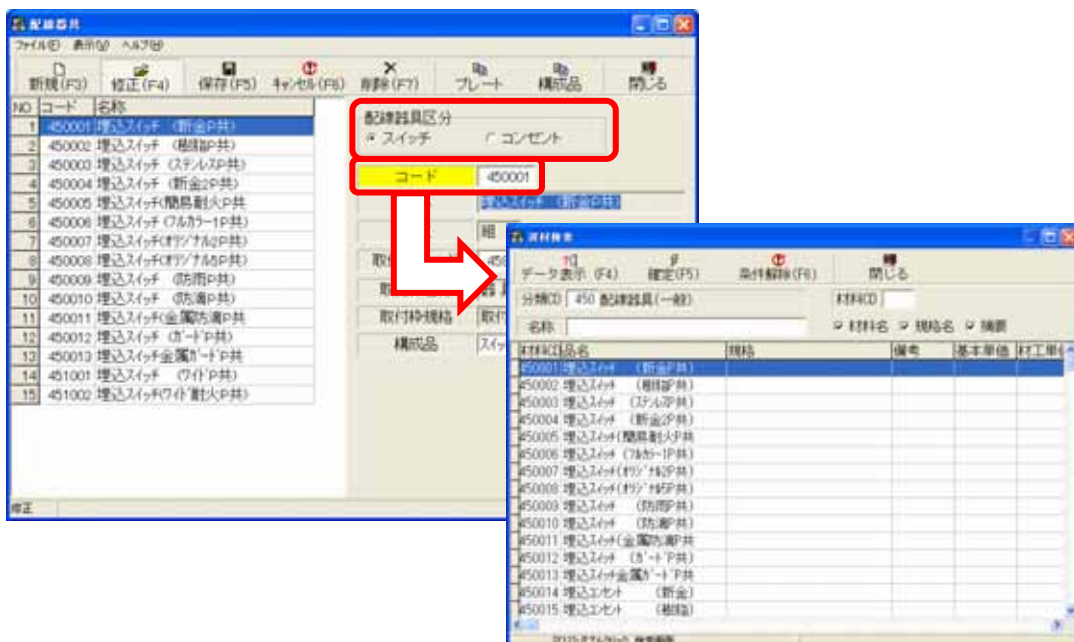 配線器具
ファイル(E) 表示(V) ヘルプ(H)
新規(F3) 修正(F4) 保存(F5) キャンセル(F6) 削除(F7) プレート 構成品 閉じる
NO コード 名称
1 450001 埋込スイッチ (新金P共)
2 450002 埋込スイッチ (樹脂P共)
3 450003 埋込スイッチ (ステンレスP共)
4 450004 埋込スイッチ (新金2P共)
5 450005 埋込スイッチ(簡易耐火P共
6 450006 埋込スイッチ (フルカラー1P共)
7 450007 埋込スイッチ(オリジナル2P共)
8 450008 埋込スイッチ(オリジナル5P共)
9 450009 埋込スイッチ (防雨P共)
10 450010 埋込スイッチ (防滴P共)
11 450011 埋込スイッチ(金属防滴P共
12 450012 埋込スイッチ (ガードP共)
13 450013 埋込スイッチ金属ガードP共
14 451001 埋込スイッチ (ワイドP共)
15 451002 埋込スイッチ(ワイド耐火P共)
配線器具区分
スイッチ コンセント
コード 450001
埋込スイッチ (新金P共)
組
取付枠規格 取付
構成品 スイッ
修正
資材検索
データ表示 (F4) 確定(F5) 条件解除(F6) 閉じる
分類CD 450 配線器具(一般) 材料CD
名称 材料名 規格名 摘要
材料CD 品名 規格 備考 基本単価 材工単価
450001 埋込スイッチ (新金P共)
450002 埋込スイッチ (樹脂P共)
450003 埋込スイッチ (ステンレスP共)
450004 埋込スイッチ (新金2P共)
450005 埋込スイッチ(簡易耐火P共
450006 埋込スイッチ (フルカラー1P共)
450007 埋込スイッチ(オリジナル2P共)
450008 埋込スイッチ(オリジナル5P共)
450009 埋込スイッチ (防雨P共)
450010 埋込スイッチ (防滴P共)
450011 埋込スイッチ(金属防滴P共
450012 埋込スイッチ (ガードP共)
450013 埋込スイッチ金属ガードP共
450014 埋込コンセント (新金)
450015 埋込コンセント (樹脂)